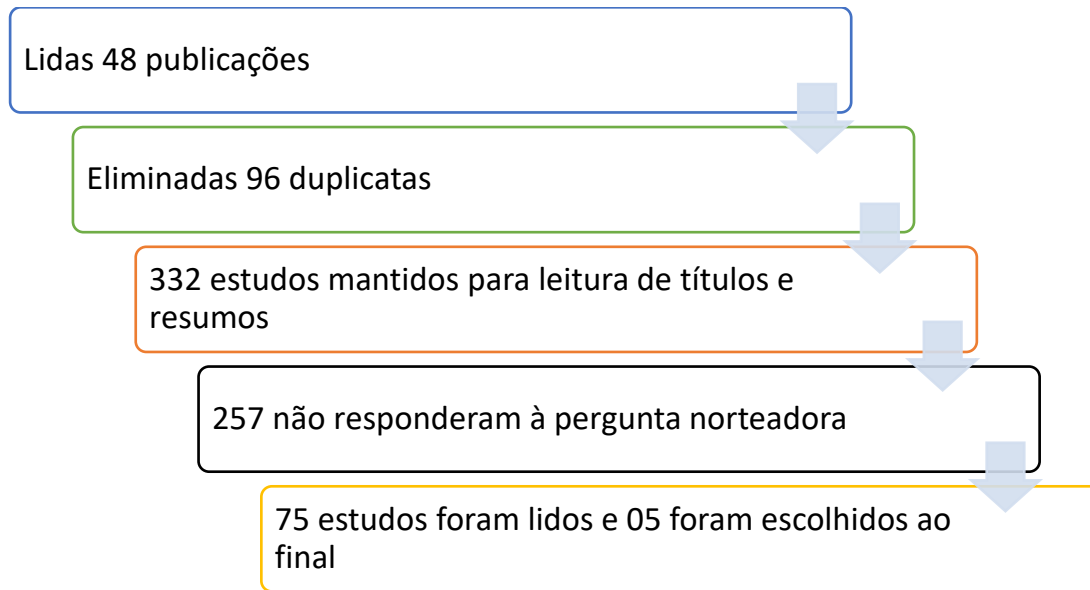 Lidas 48 publicações
Eliminadas 96 duplicatas
332 estudos mantidos para leitura de títulos e
resumos
257 não responderam à pergunta norteadora
75 estudos foram lidos e 05 foram escolhidos ao
final